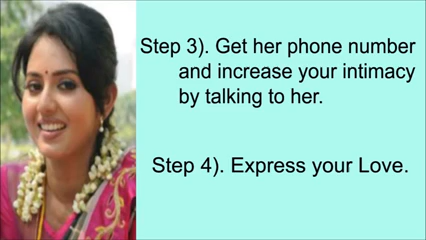 Step 3). Get her phone number
and increase your intimacy
by talking to her.
Step 4). Express your Love.